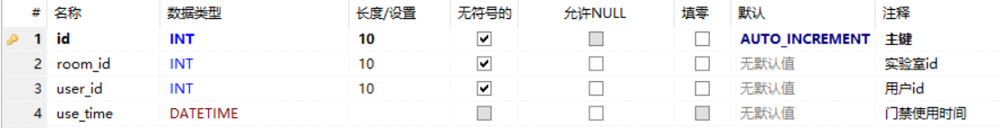 # 名称 数据类型 长度/设置 无符号的 允许NULL 填零 默认 注释
1 id INT 10 AUTO_INCREMENT 主键
2 room_id INT 10 无默认值 实验室id
3 user_id INT 10 无默认值 用户id
4 use_time DATETIME 无默认值 门禁使用时间